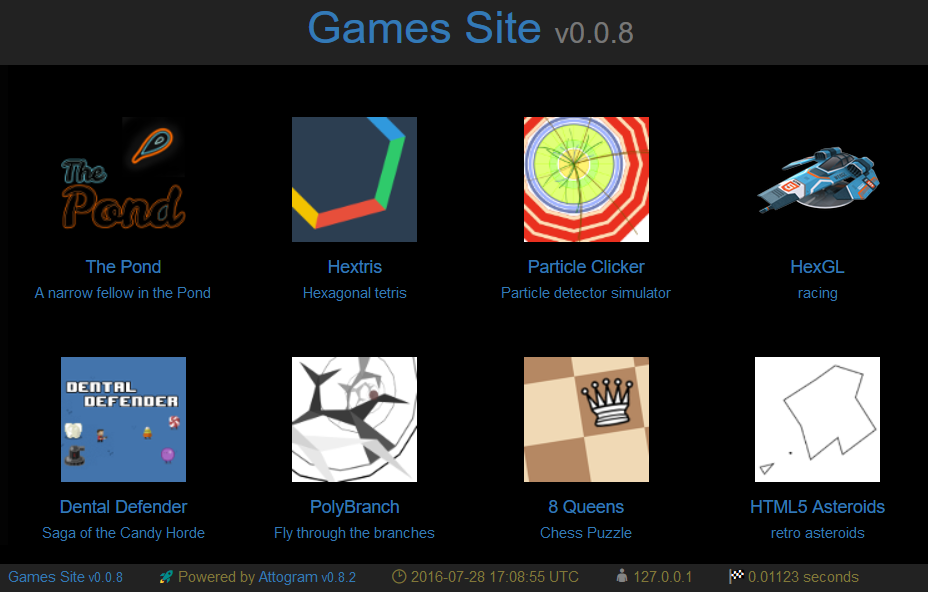 Games Site v0.0.8
The
Pond
The Pond
Hextris
Particle Clicker
HexGL
A narrow fellow in the Pond
Hexagonal tetris
Particle detector simulator
racing
DENTAL
DEFENDER
Dental Defender
PolyBranch
8 Queens
HTML5 Asteroids
Saga of the Candy Horde
Fly through the branches
Chess Puzzle
retro asteroids
Games Site v0.0.8 Powered by Attogram v0.8.2 2016-07-28 17:08:55 UTC 127.0.0.1 0.01123 seconds